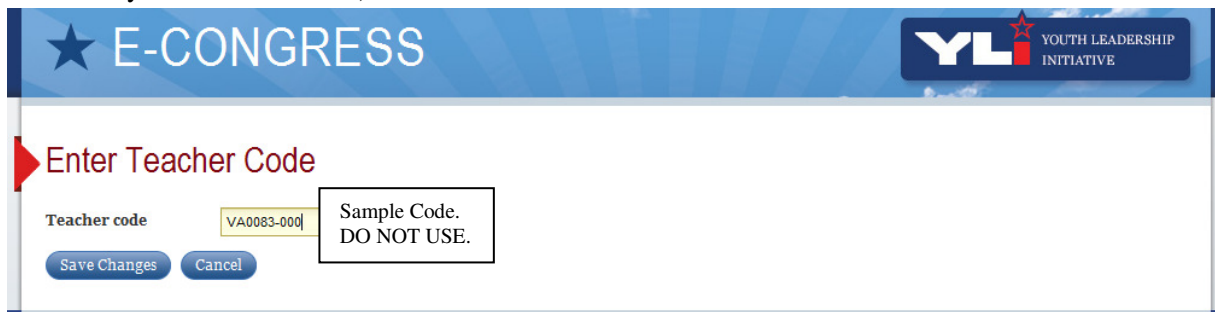 ★ E-CONGRESS
YLi YOUTH LEADERSHIP
INITIATIVE
Enter Teacher Code
Teacher code
VA0083-000
Sample Code.
DO NOT USE.
Save Changes
Cancel